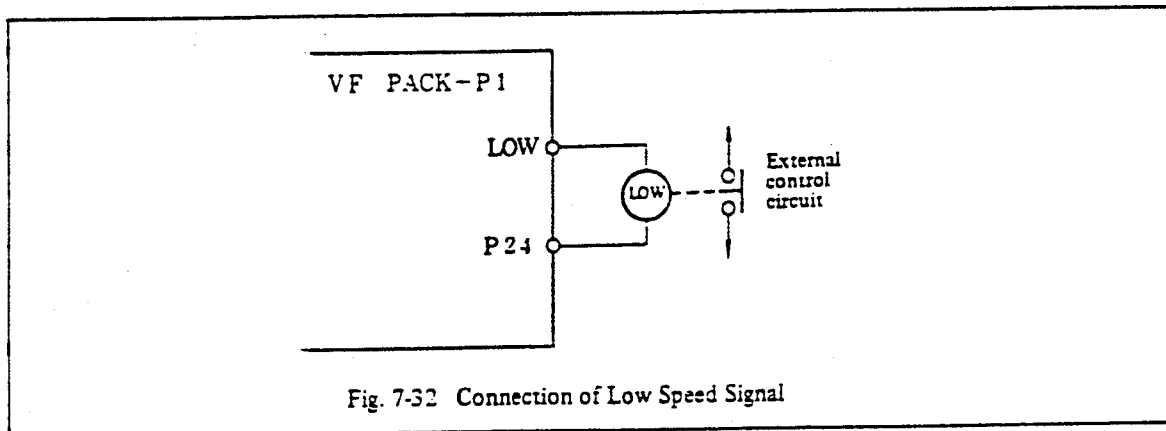 VF PACK-P1
LOW
LOW
P24
External
control
circuit
Fig. 7-32 Connection of Low Speed Signal